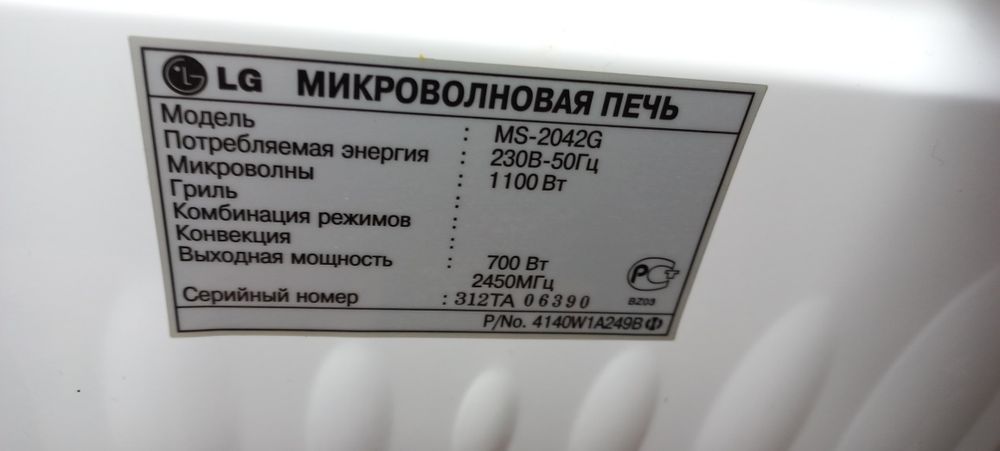 LG МИКРОВОЛНОВАЯ ПЕЧЬ
Модель : MS-2042G
Потребляемая энергия : 230В-50Гц
Микроволны : 1100 Вт
Гриль :
Комбинация режимов :
Конвекция :
Выходная мощность : 700 Вт
2450МГц
Серийный номер : 312TA 06390
BZ03
P/No. 4140W1A249B Ф